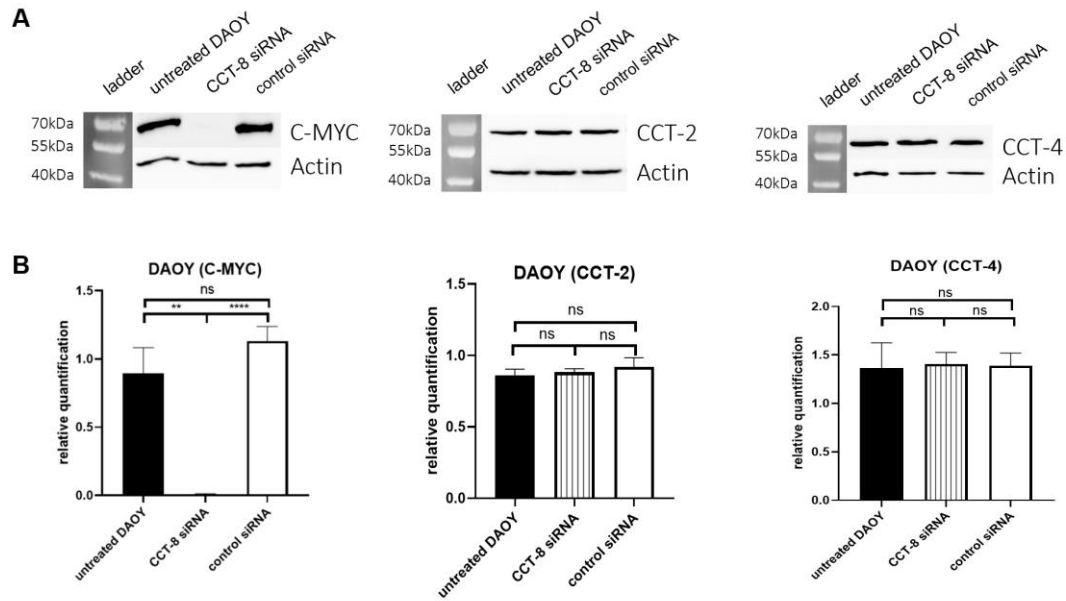 A
ladder
untreated DAOY
CCT-8 siRNA
control siRNA
70kDa
55kDa
40kDa
C-MYC
Actin
ladder
untreated DAOY
CCT-8 siRNA
control siRNA
70kDa
55kDa
40kDa
CCT-2
Actin
ladder
untreated DAOY
CCT-8 siRNA
control siRNA
70kDa
55kDa
40kDa
CCT-4
Actin
B
DAOY (C-MYC)
relative quantification
1.5
1.0
0.5
0.0
ns
** ****
untreated DAOY
CCT-8 siRNA
control siRNA
DAOY (CCT-2)
relative quantification
1.5
1.0
0.5
0.0
ns
ns ns
untreated DAOY
CCT-8 siRNA
control siRNA
DAOY (CCT-4)
relative quantification
2.0
1.5
1.0
0.5
0.0
ns
ns ns
untreated DAOY
CCT-8 siRNA
control siRNA